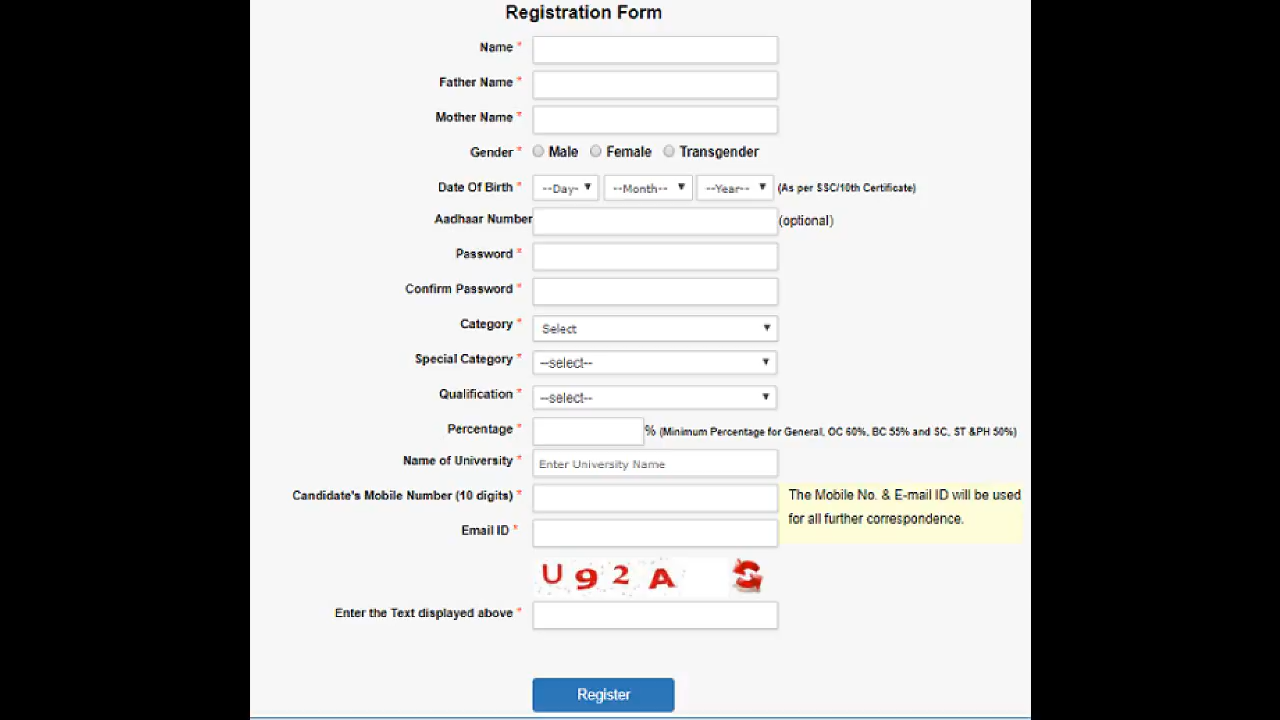 Registration Form
Name *
Father Name *
Mother Name *
Gender * Male Female Transgender
Date Of Birth * --Day- --Month-- --Year-- (As per SSC/10th Certificate)
Aadhaar Number (optional)
Password *
Confirm Password *
Category * Select
Special Category * --select--
Qualification * --select--
Percentage * % (Minimum Percentage for General, OC 60%, BC 55% and SC, ST &PH 50%)
Name of University * Enter University Name
Candidate's Mobile Number (10 digits) * The Mobile No. & E-mail ID will be used
for all further correspondence.
Email ID *
U92A
Enter the Text displayed above *
Register